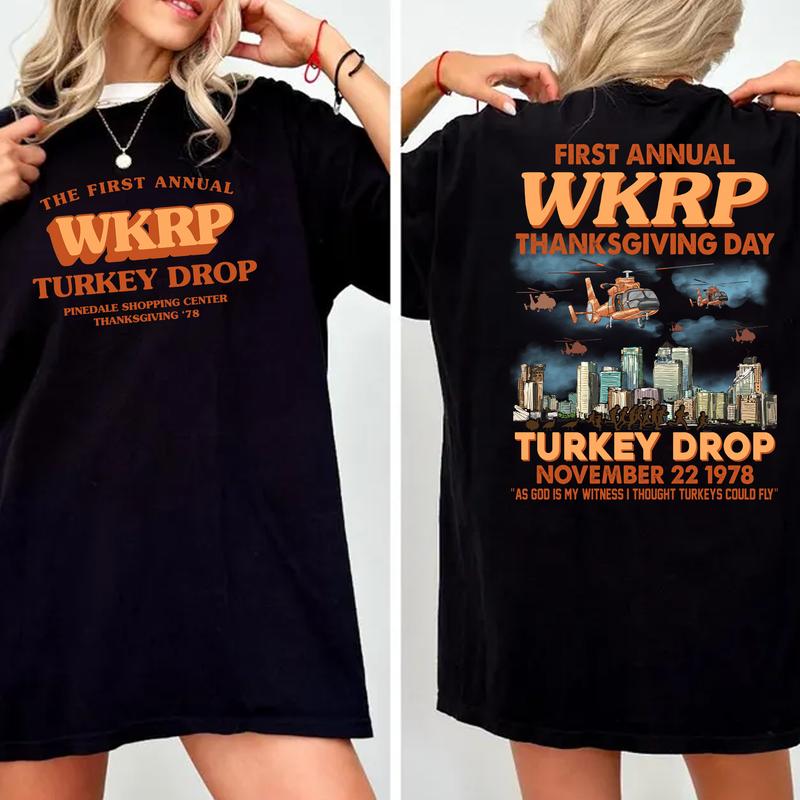 THE FIRST ANNUAL
WKRP
TURKEY DROP
PINEDALE SHOPPING CENTER
THANKSGIVING '78
FIRST ANNUAL
WKRP
THANKSGIVING DAY
TURKEY DROP
NOVEMBER 22 1978
"AS GOD IS MY WITNESS I THOUGHT TURKEYS COULD FLY"